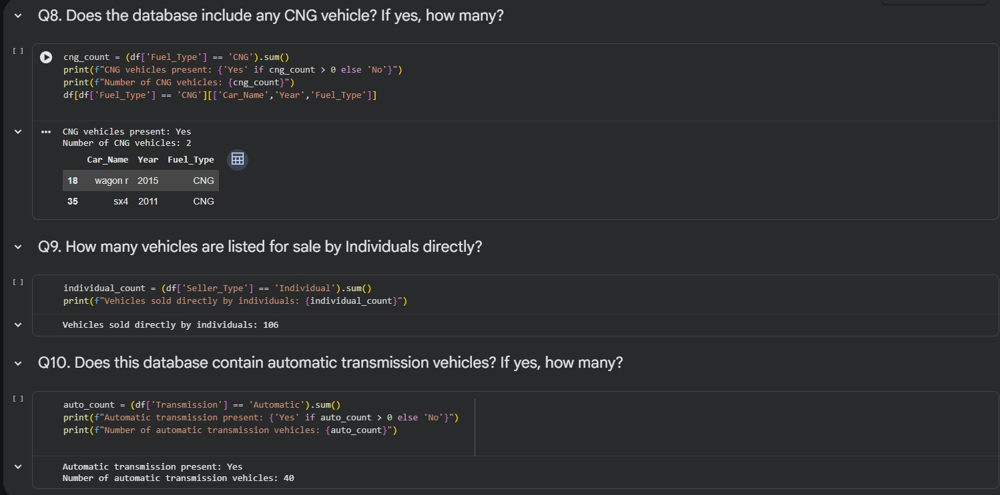 Q8. Does the database include any CNG vehicle? If yes, how many?
[ ]
cng_count = (df['Fuel_Type'] == 'CNG').sum()
print(f"CNG vehicles present: {'Yes' if cng_count > 0 else 'No'}")
print(f"Number of CNG vehicles: {cng_count}")
df[df['Fuel_Type'] == 'CNG'][['Car_Name','Year','Fuel_Type']]
CNG vehicles present: Yes
Number of CNG vehicles: 2
Car_Name Year Fuel_Type
18 wagon r 2015 CNG
35 sx4 2011 CNG
Q9. How many vehicles are listed for sale by Individuals directly?
[ ]
individual_count = (df['Seller_Type'] == 'Individual').sum()
print(f"Vehicles sold directly by individuals: {individual_count}")
Vehicles sold directly by individuals: 106
Q10. Does this database contain automatic transmission vehicles? If yes, how many?
[ ]
auto_count = (df['Transmission'] == 'Automatic').sum()
print(f"Automatic transmission present: {'Yes' if auto_count > 0 else 'No'}")
print(f"Number of automatic transmission vehicles: {auto_count}")
Automatic transmission present: Yes
Number of automatic transmission vehicles: 40